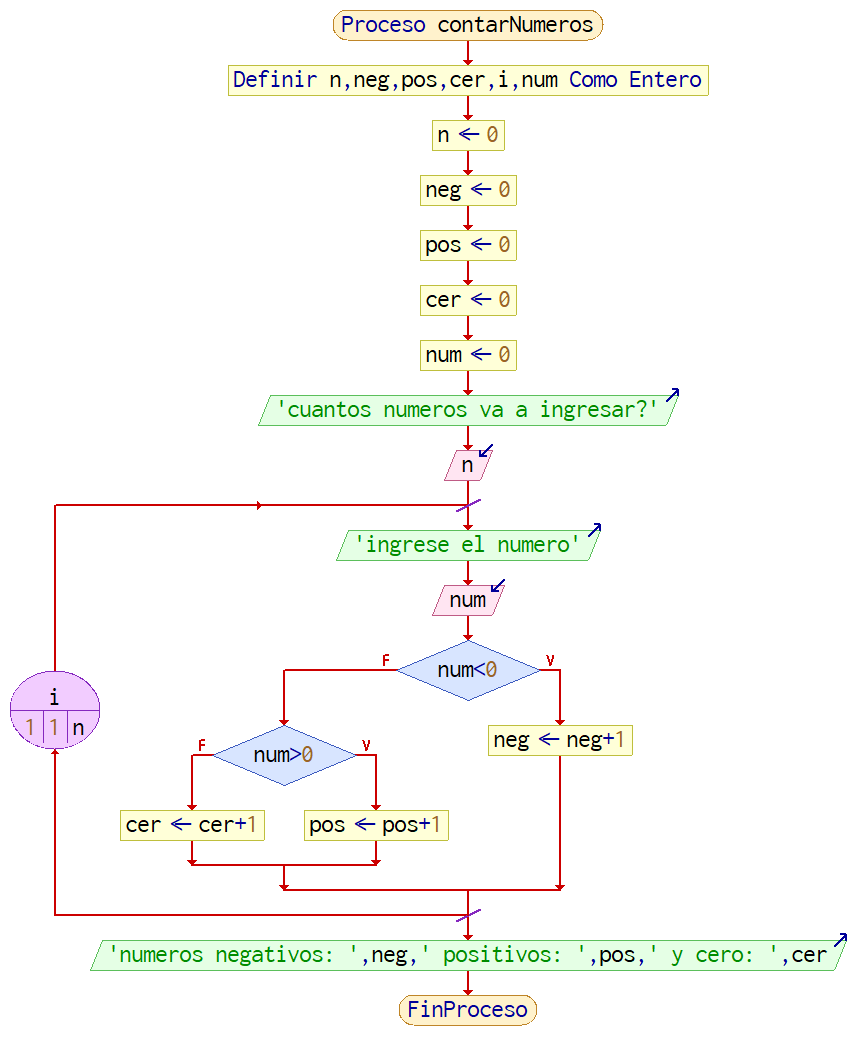 Proceso contarNumeros
Definir n,neg,pos,cer,i,num Como Entero
n ← 0
neg ← 0
pos ← 0
cer ← 0
num ← 0
'cuantos numeros va a ingresar?'
n
'ingrese el numero'
num
num<0
F
V
i
1 1 n
num>0
F
V
neg ← neg+1
cer ← cer+1
pos ← pos+1
'numeros negativos: ',neg,' positivos: ',pos,' y cero: ',cer
FinProceso